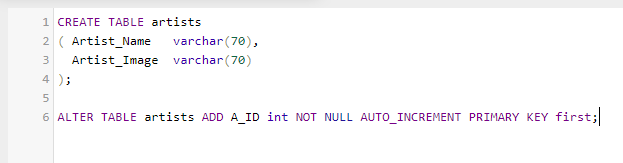 1 CREATE TABLE artists
2 ( Artist_Name   varchar(70),
3   Artist_Image  varchar(70)
4 );
5
6 ALTER TABLE artists ADD A_ID int NOT NULL AUTO_INCREMENT PRIMARY KEY first;